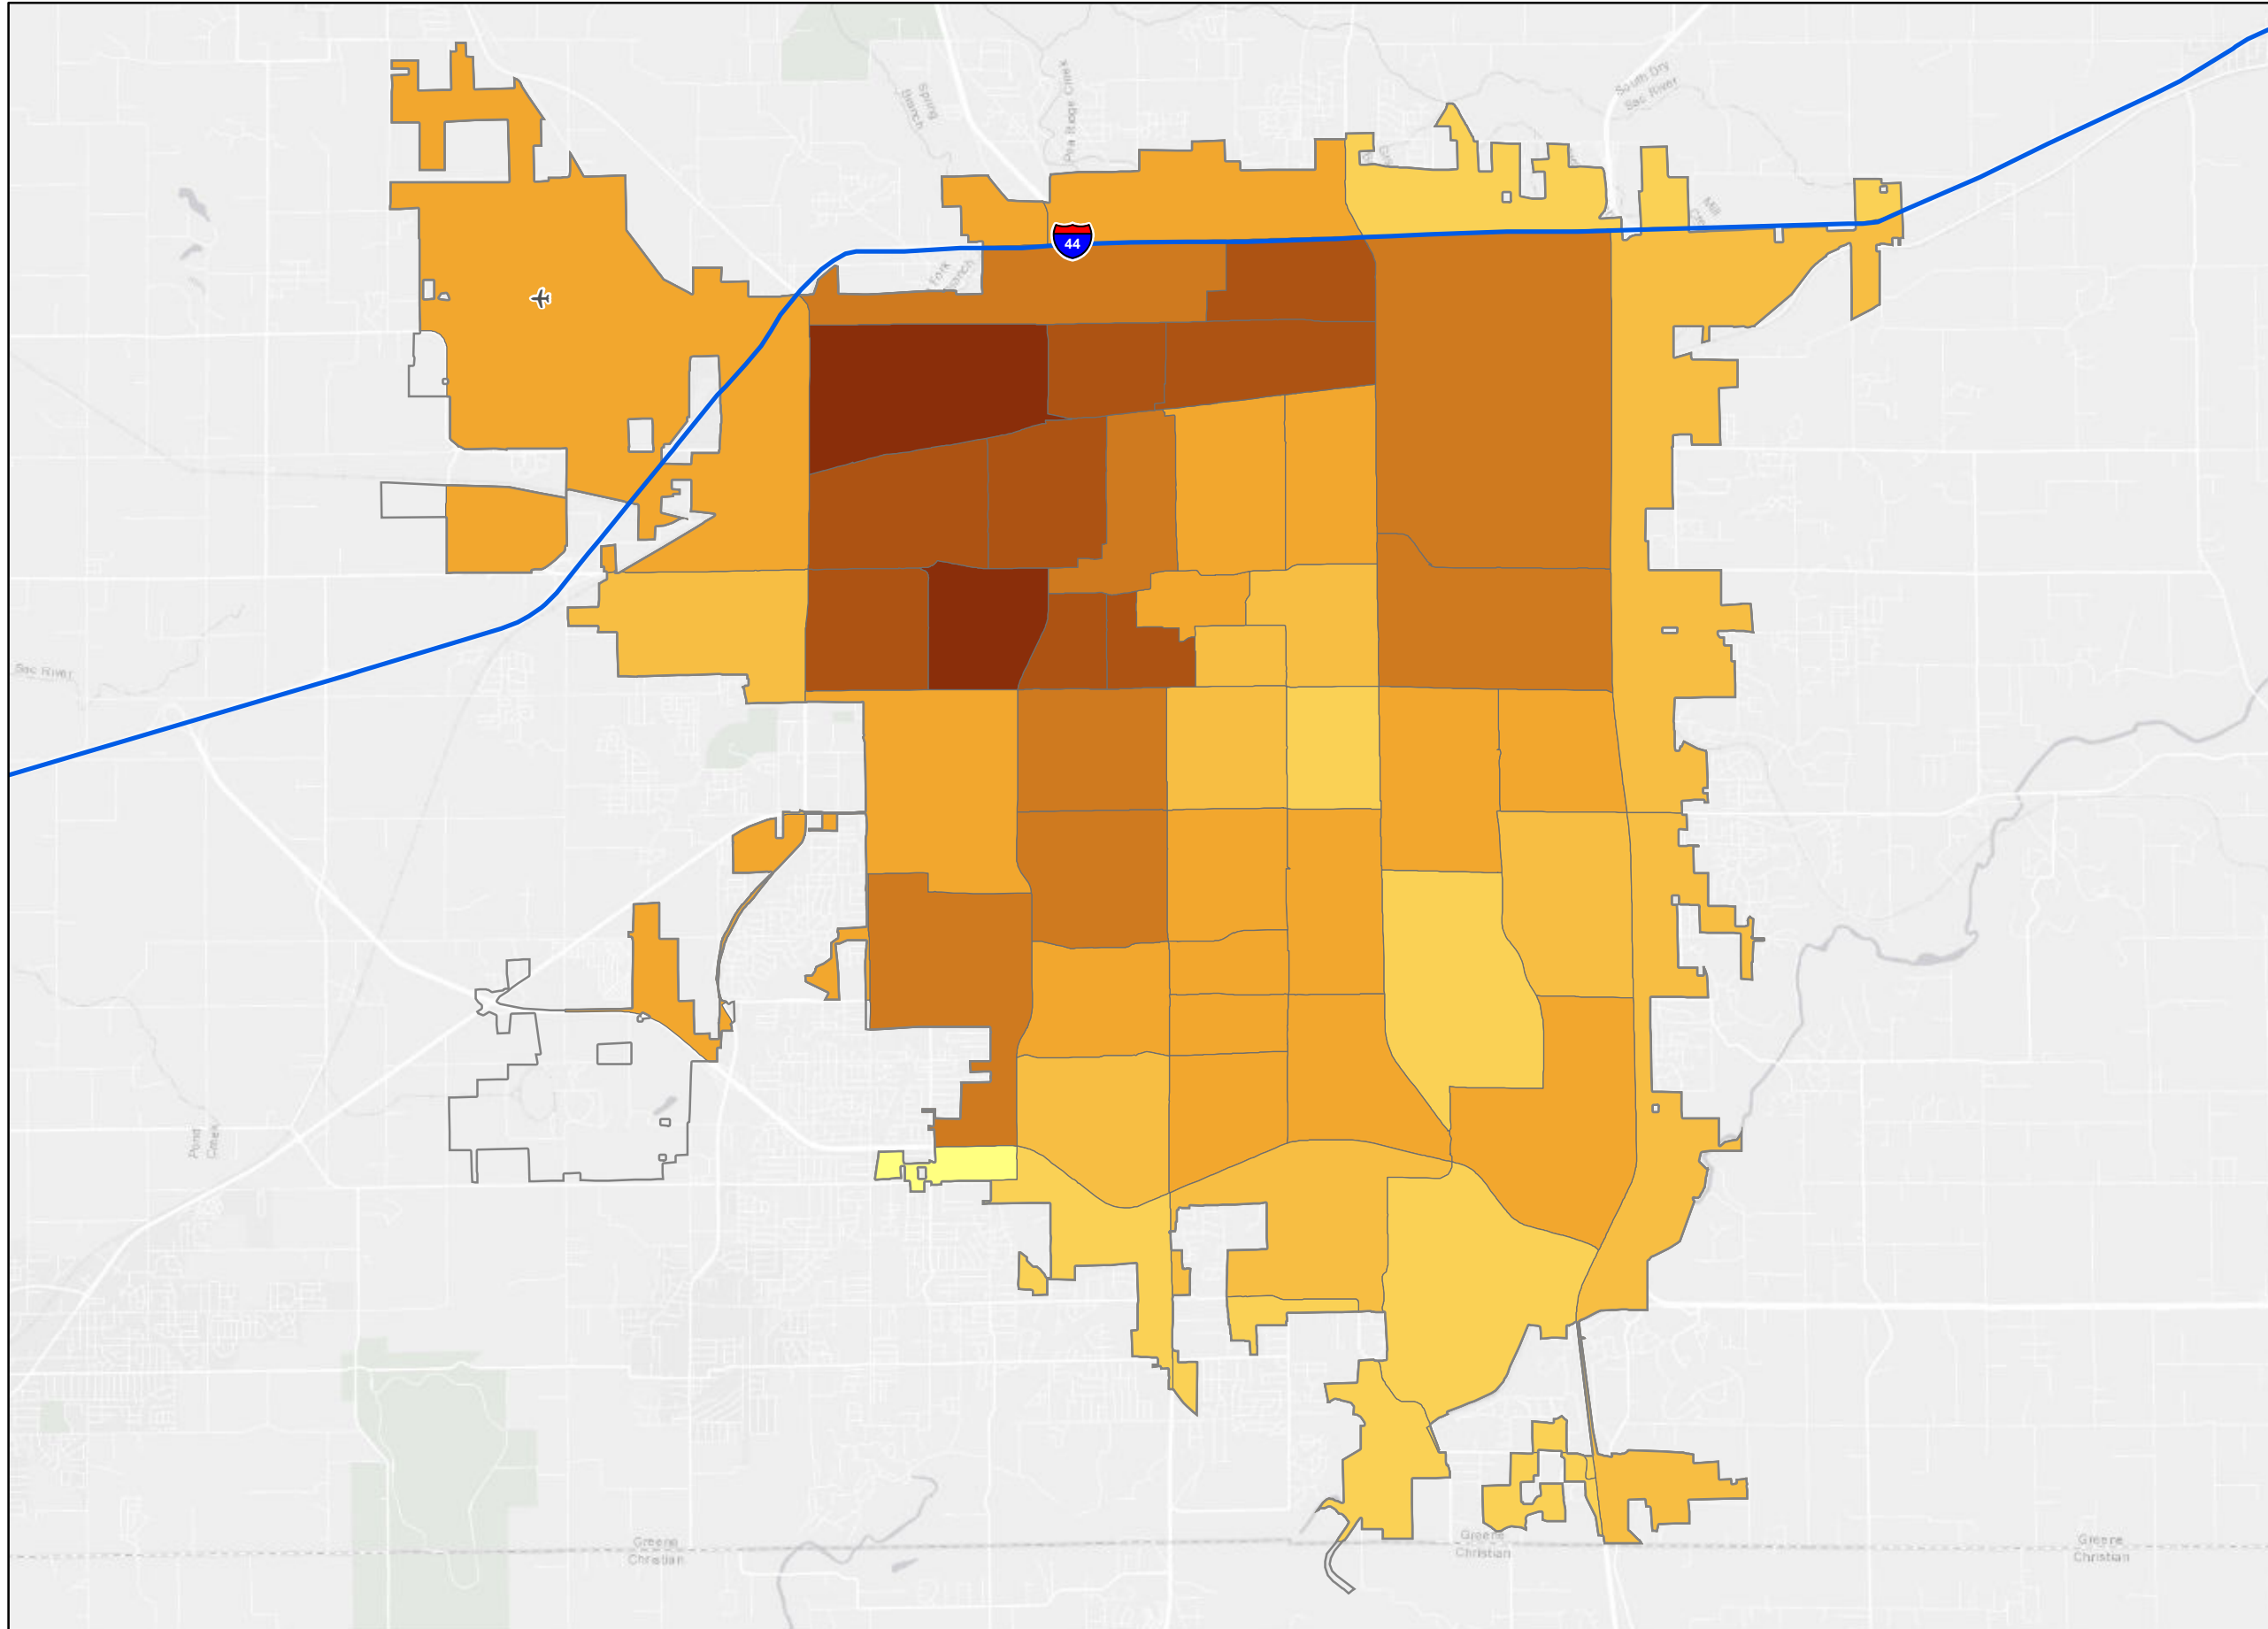 South Dry
Sac River
Spring
Branch
Pea Ridge Creek
Mill
44
Fork
Branch
Sac River
Pond
Creek
Greene
Christian
Greene
Christian
Greene
Christian